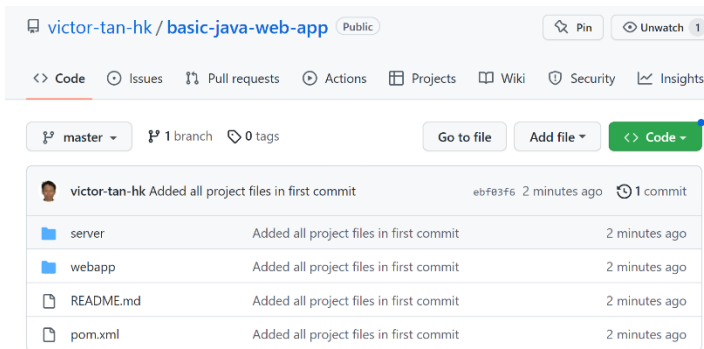 victor-tan-hk / basic-java-web-app Public Pin Unwatch 1
Code Issues Pull requests Actions Projects Wiki Security Insights
master 1 branch 0 tags Go to file Add file Code
victor-tan-hk Added all project files in first commit ebf03f6 2 minutes ago 1 commit
server Added all project files in first commit 2 minutes ago
webapp Added all project files in first commit 2 minutes ago
README.md Added all project files in first commit 2 minutes ago
pom.xml Added all project files in first commit 2 minutes ago